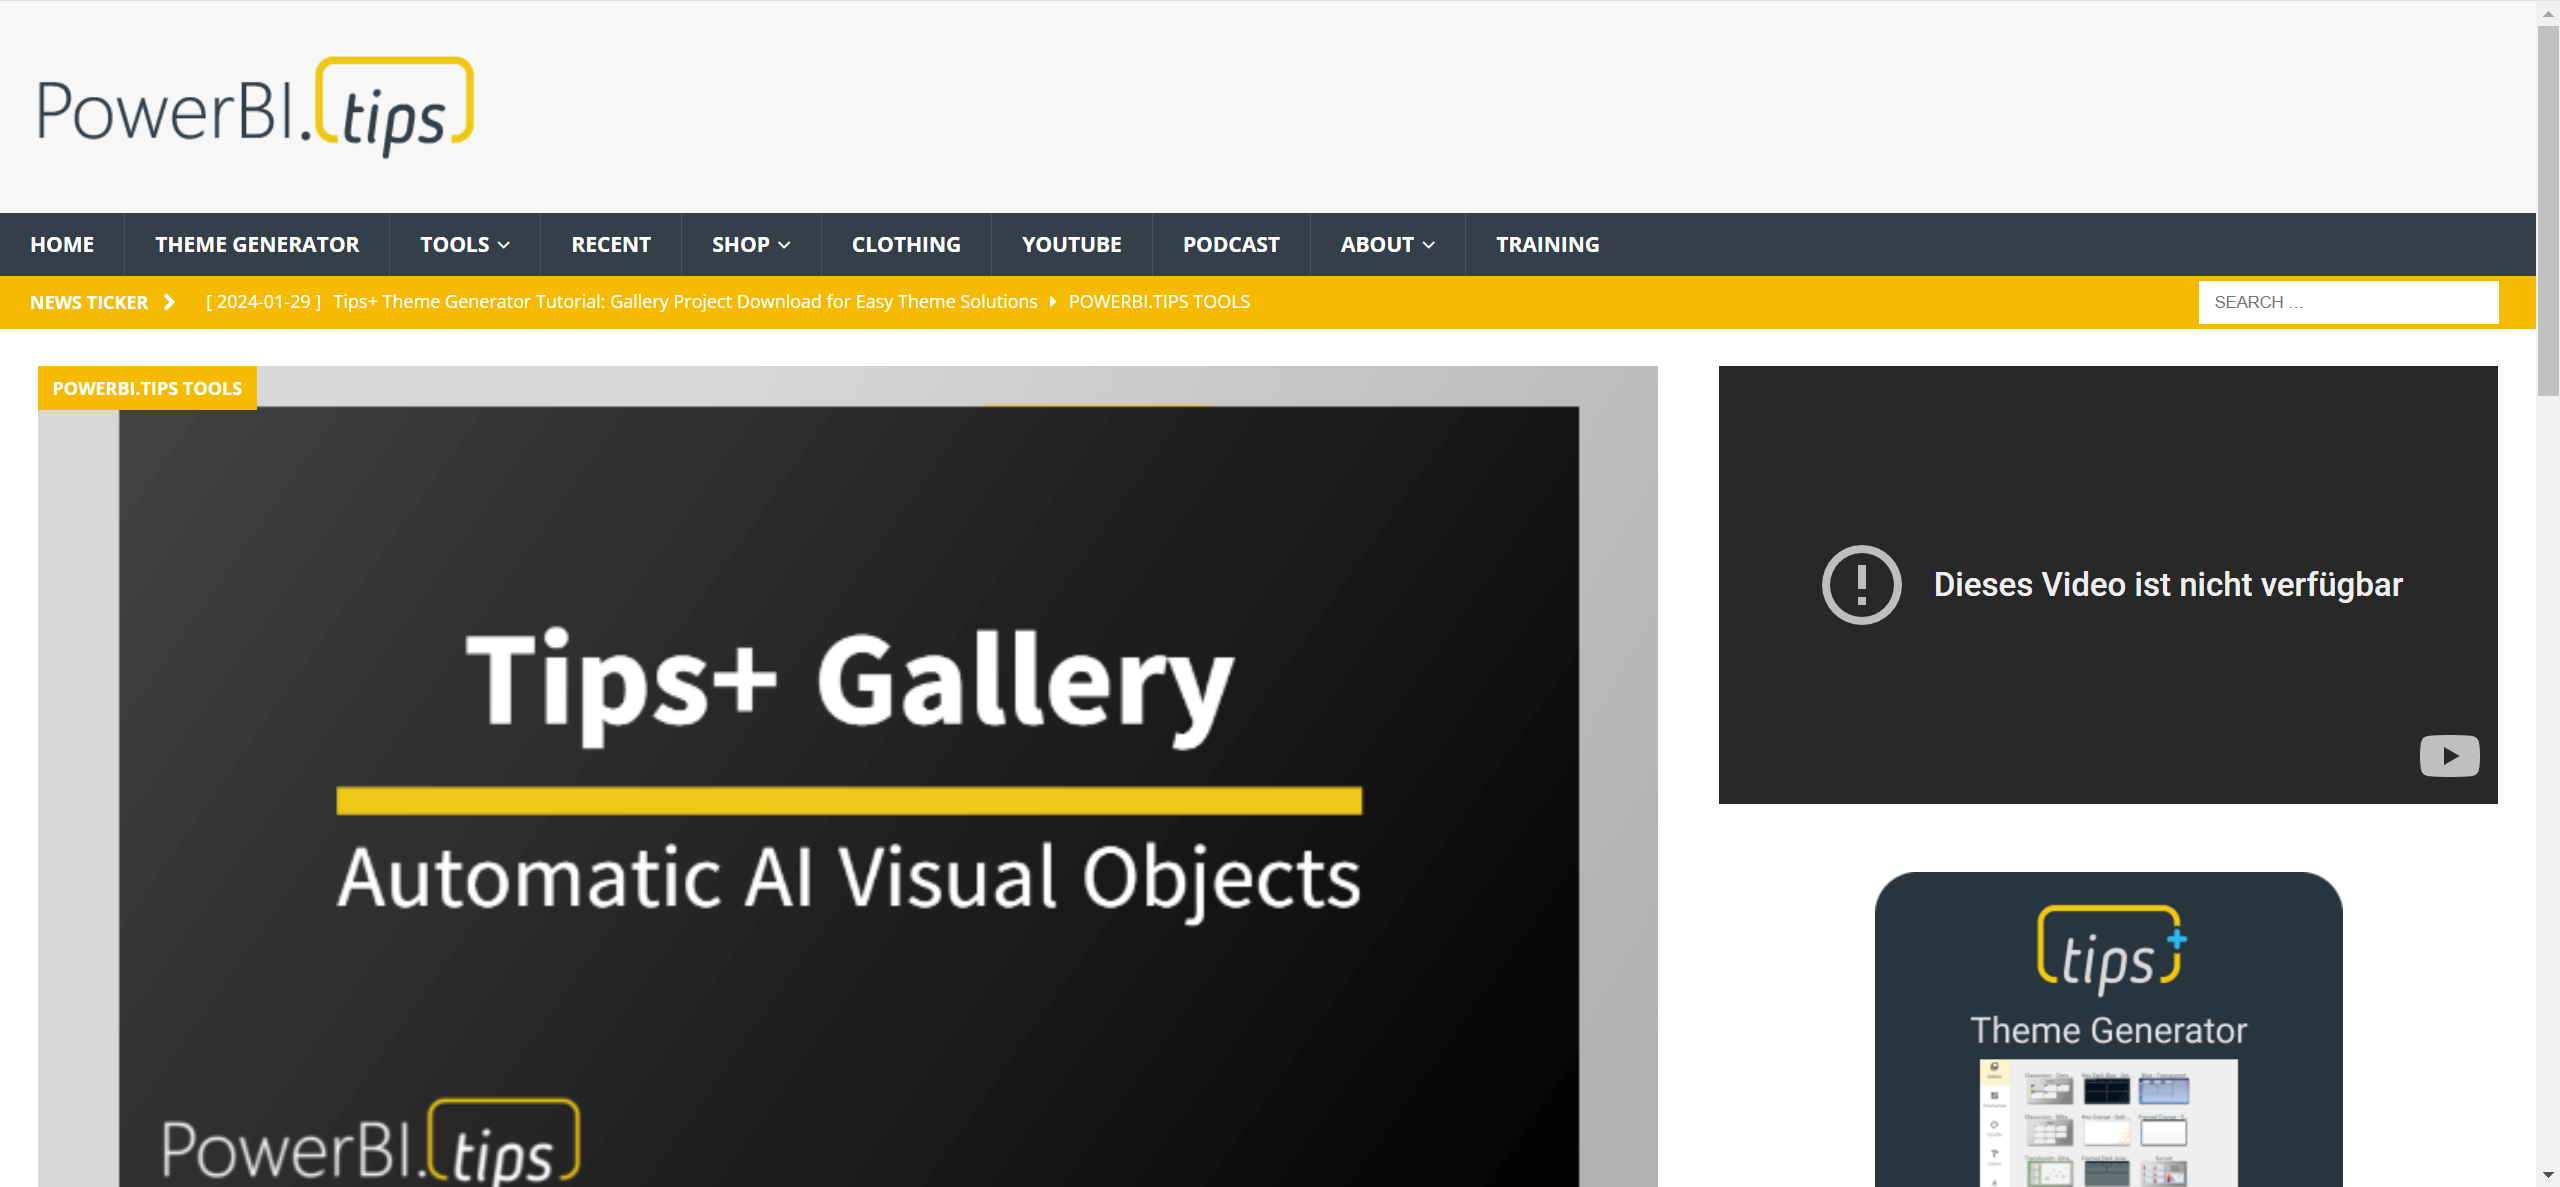 PowerBI.tips
HOME THEME GENERATOR TOOLS RECENT SHOP CLOTHING YOUTUBE PODCAST ABOUT TRAINING
NEWS TICKER [ 2024-01-29 ] Tips+ Theme Generator Tutorial: Gallery Project Download for Easy Theme Solutions POWERBI.TIPS TOOLS SEARCH ...
POWERBI.TIPS TOOLS
Tips+ Gallery
Automatic AI Visual Objects
PowerBI.tips
Dieses Video ist nicht verfügbar
tips+
Theme Generator